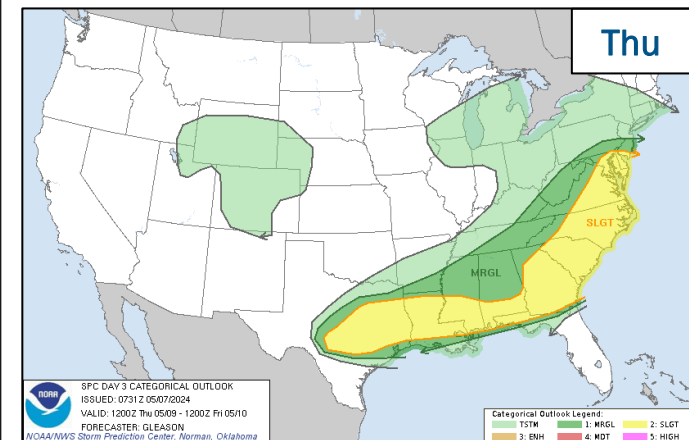 Thu
SLGT
MRGL
NOAA
SPC DAY 3 CATEGORICAL OUTLOOK
ISSUED: 0731Z 05/07/2024
VALID: 1200Z Thu 05/09 - 1200Z Fri 05/10
FORECASTER: GLEASON
NOAA/NWS Storm Prediction Center, Norman, Oklahoma
Categorical Outlook Legend:
TSTM 1: MRGL 2: SLGT
3: ENH 4: MDT 5: HIGH